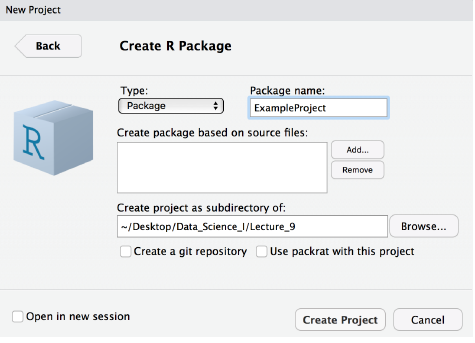 New Project
Back
Create R Package
Type:
Package name:
Package
ExampleProject
Create package based on source files:
Add...
Remove
R
Create project as subdirectory of:
~/Desktop/Data_Science_I/Lecture_9
Browse...
Create a git repository
Use packrat with this project
Open in new session
Create Project
Cancel